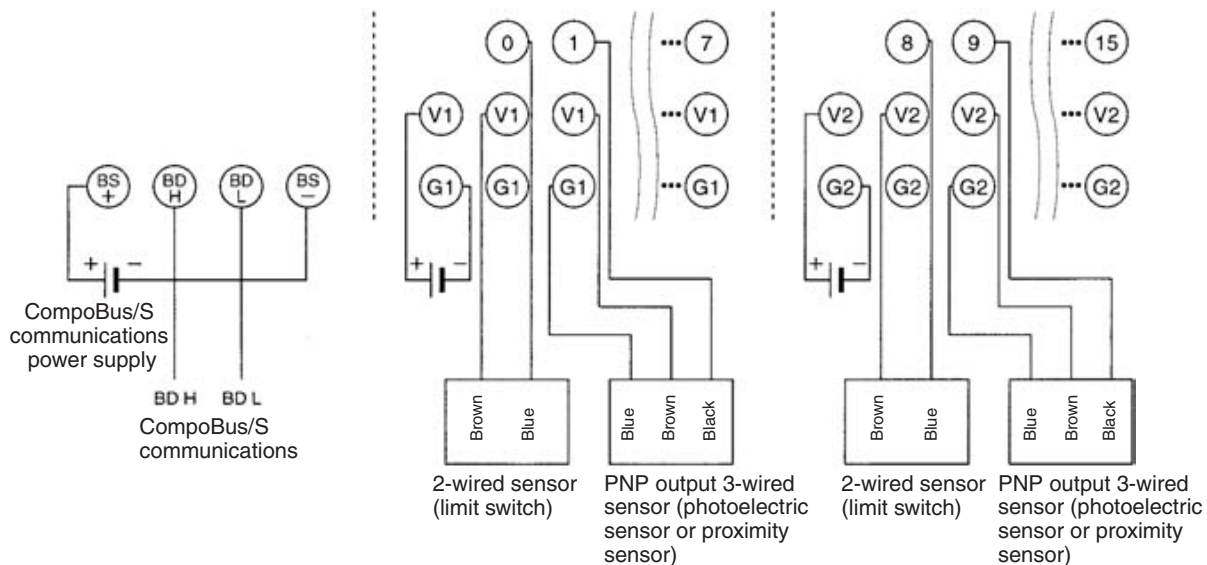 0 1 ••• 7 8 9 ••• 15
V1 V1 V1 ••• V1 V2 V2 V2 ••• V2
BS + BD H BD L BS − G1 G1 G1 ••• G1 G2 G2 G2 ••• G2
+ − + − + −
CompoBus/S
communications
power supply
BD H BD L
CompoBus/S
communications
Brown Blue Blue Brown Black Brown Blue Blue Brown Black
2-wired sensor
(limit switch)
PNP output 3-wired
sensor (photoelectric
sensor or proximity
sensor)
2-wired sensor
(limit switch)
PNP output 3-wired
sensor (photoelectric
sensor or proximity
sensor)